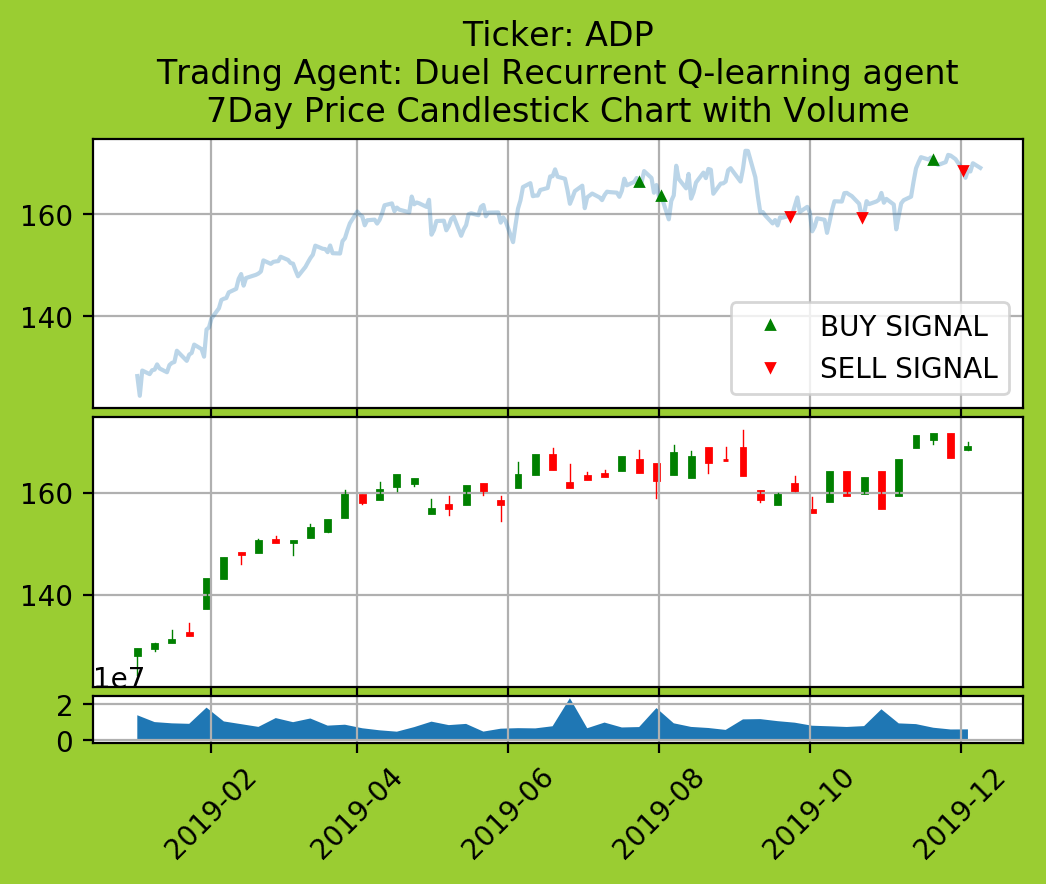 Ticker: ADP
Trading Agent: Duel Recurrent Q-learning agent
7Day Price Candlestick Chart with Volume
160
140
BUY SIGNAL
SELL SIGNAL
160
140
1e7
2
0
2019-02
2019-04
2019-06
2019-08
2019-10
2019-12